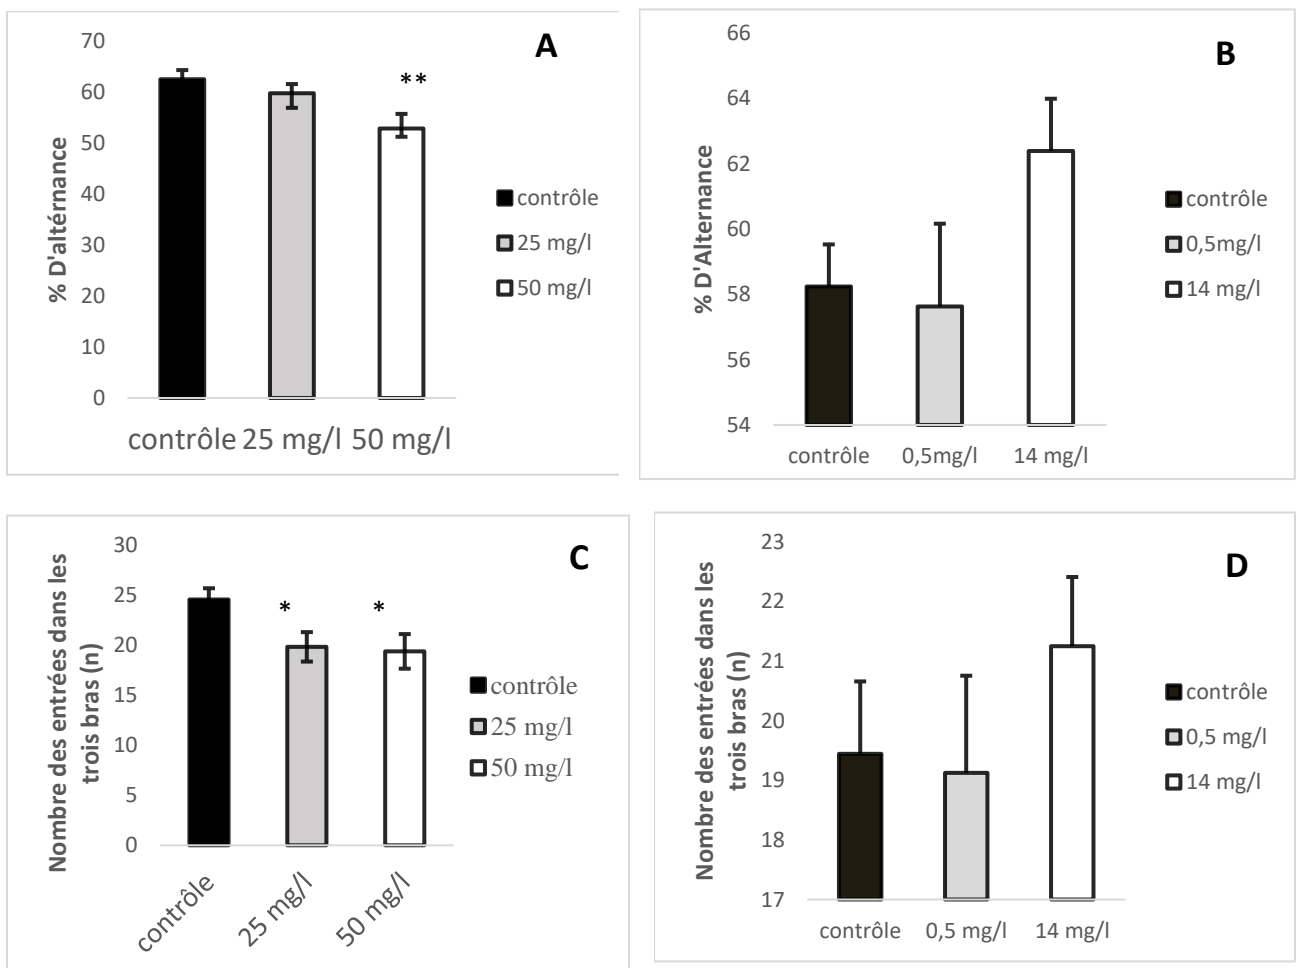 A
% D'altérnance
70
60
50
40
30
20
10
0
**
contrôle 25 mg/l 50 mg/l
contrôle
25 mg/l
50 mg/l
B
% D'Alternance
66
64
62
60
58
56
54
contrôle 0,5mg/l 14 mg/l
contrôle
0,5mg/l
14 mg/l
C
Nombre des entrées dans les
trois bras (n)
30
25
20
15
10
5
0
* *
contrôle 25 mg/l 50 mg/l
contrôle
25 mg/l
50 mg/l
D
Nombre des entrées dans les
trois bras (n)
23
22
21
20
19
18
17
contrôle 0,5 mg/l 14 mg/l
contrôle
0,5 mg/l
14 mg/l